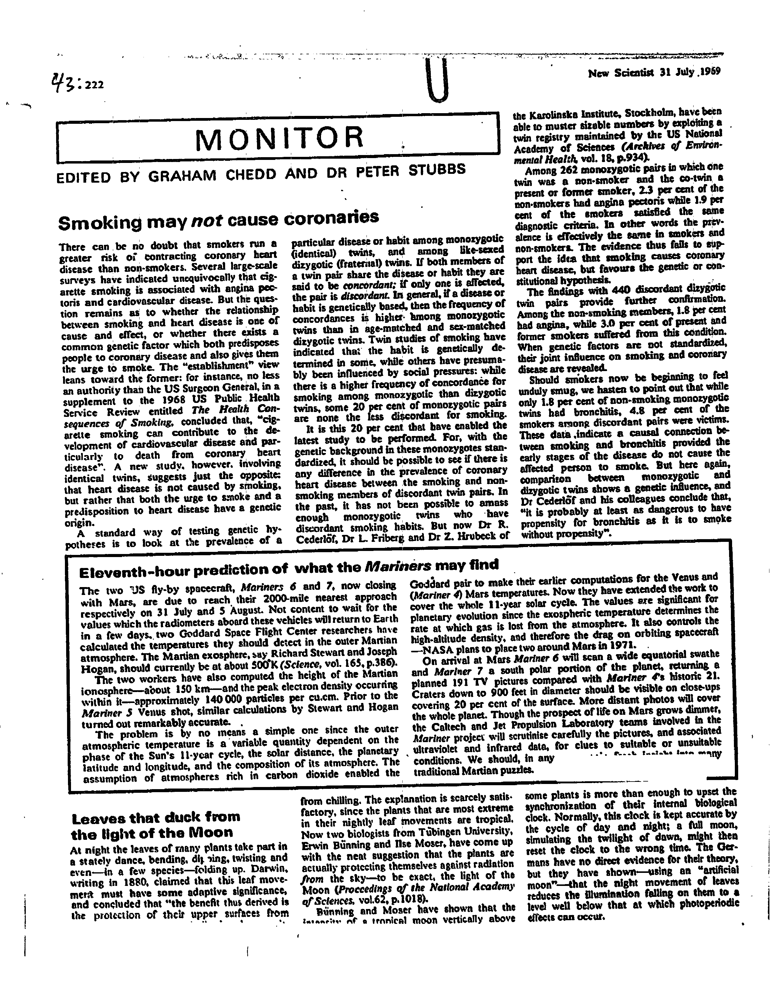 43:222
U
New Scientist 31 July 1969
MONITOR
EDITED BY GRAHAM CHEDD AND DR PETER STUBBS
Smoking may not cause coronaries
There can be no doubt that smokers run a
greater risk of contracting coronary heart
disease than non-smokers. Several large-scale
surveys have indicated unequivocally that cig-
arette smoking is associated with angina pec-
toris and cardiovascular disease. But the ques-
tion remains as to whether the relationship
between smoking and heart disease is one of
cause and effect, or whether there exists a
common genetic factor which both predisposes
people to coronary disease and also gives them
the urge to smoke. The "establishment" view
leans toward the former: for instance, no less
an authority than the US Surgeon General, in a
supplement to the 1968 US Public Health
Service Review entitled The Health Con-
sequences of Smoking, concluded that, "cig-
arette smoking can contribute to the de-
velopment of cardiovascular disease and par-
ticularly to death from coronary heart
disease". A new study, however, involving
identical twins, suggests just the opposite:
that heart disease is not caused by smoking,
but rather that both the urge to smoke and a
predisposition to heart disease have a genetic
origin.
A standard way of testing genetic hy-
potheres is to look at the prevalence of a
particular disease or habit among monozygotic
(identical) twins, and among like-sexed
dizygotic (fraternal) twins. If both members of
a twin pair share the disease or habit they are
said to be concordant; if only one is affected,
the pair is discordant. In general, if a disease or
habit is genetically based, then the frequency of
concordances is higher among monozygotic
twins than in age-matched and sex-matched
dizygotic twins. Twin studies of smoking have
indicated that the habit is genetically de-
termined in some, while others have presuma-
bly been influenced by social pressures: while
there is a higher frequency of concordance for
smoking among monozygotic than dizygotic
twins, some 20 per cent of monozygotic pairs
are none the less discordant for smoking.
It is this 20 per cent that have enabled the
latest study to be performed. For, with the
genetic background in these monozygotes stan-
dardized, it should be possible to see if there is
any difference in the prevalence of coronary
heart disease between the smoking and non-
smoking members of discordant twin pairs. In
the past, it has not been possible to amass
enough monozygotic twins who have
discordant smoking habits. But now Dr R.
Cederlöf, Dr L. Friberg and Dr Z. Hrubeck of
the Karolinska Institute, Stockholm, have been
able to muster sizable numbers by exploiting a
twin registry maintained by the US National
Academy of Sciences (Archives of Environ-
mental Health, vol. 18, p.934).
Among 262 monozygotic pairs in which one
twin was a non-smoker and the co-twin a
present or former smoker, 2.3 per cent of the
non-smokers had angina pectoris while 1.9 per
cent of the smokers satisfied the same
diagnostic criteria. In other words the prev-
alence is effectively the same in smokers and
non-smokers. The evidence thus fails to sup-
port the idea that smoking causes coronary
heart disease, but favours the genetic or con-
stitutional hypothesis.
The findings with 440 discordant dizygotic
twin pairs provide further confirmation.
Among the non-smoking members, 1.8 per cent
had angina, while 3.0 per cent of present and
former smokers suffered from this condition.
When genetic factors are not standardized,
their joint influence on smoking and coronary
disease are revealed.
Should smokers now be beginning to feel
unduly smug, we hasten to point out that while
only 1.8 per cent of non-smoking monozygotic
twins had bronchitis, 4.8 per cent of the
smokers among discordant pairs were victims.
These data indicate a causal connection be-
tween smoking and bronchitis provided the
early stages of the disease do not cause the
affected person to smoke. But here again,
comparison between monozygotic and
dizygotic twins shows a genetic influence, and
Dr Cederlöf and his colleagues conclude that,
"it is probably at least as dangerous to have
propensity for bronchitis as it is to smoke
without propensity".
Eleventh-hour prediction of what the Mariners may find
The two US fly-by spacecraft, Mariners 6 and 7, now closing
with Mars, are due to reach their 2000-mile nearest approach
respectively on 31 July and 5 August. Not content to wait for the
values which the radiometers aboard these vehicles will return to Earth
in a few days, two Goddard Space Flight Center researchers have
calculated the temperatures they should detect in the outer Martian
atmosphere. The Martian exosphere, say Richard Stewart and Joseph
Hogan, should currently be at about 500°K (Science, vol. 165, p.386).
The two workers have also computed the height of the Martian
ionosphere—about 150 km—and the peak electron density occurring
within it—approximately 140 000 particles per cu.cm. Prior to the
Mariner 5 Venus shot, similar calculations by Stewart and Hogan
turned out remarkably accurate.
The problem is by no means a simple one since the outer
atmospheric temperature is a variable quantity dependent on the
phase of the Sun's 11-year cycle, the solar distance, the planetary
latitude and longitude, and the composition of its atmosphere. The
assumption of atmospheres rich in carbon dioxide enabled the
Goddard pair to make their earlier computations for the Venus and
(Mariner 4) Mars temperatures. Now they have extended the work to
cover the whole 11-year solar cycle. The values are significant for
planetary evolution since the exospheric temperature determines the
rate at which gas is lost from the atmosphere. It also controls the
high-altitude density, and therefore the drag on orbiting spacecraft
—NASA plans to place two around Mars in 1971.
On arrival at Mars Mariner 6 will scan a wide equatorial swathe
and Mariner 7 a south polar portion of the planet, returning a
planned 191 TV pictures compared with Mariner 4's historic 21.
Craters down to 900 feet in diameter should be visible on close-ups
covering 20 per cent of the surface. More distant photos will cover
the whole planet. Though the prospect of life on Mars grows dimmer,
the Caltech and Jet Propulsion Laboratory teams involved in the
Mariner project will scrutinise carefully the pictures, and associated
ultraviolet and infrared data, for clues to suitable or unsuitable
conditions. We should, in any many
traditional Martian puzzles.
Leaves that duck from
the light of the Moon
At night the leaves of many plants take part in
a stately dance, bending, dipping, twisting and
even—in a few species—folding up. Darwin,
writing in 1880, claimed that this leaf move-
ment must have some adaptive significance,
and concluded that "the benefit thus derived is
the protection of their upper surfaces from
from chilling. The explanation is scarcely satis-
factory, since the plants that are most extreme
in their nightly leaf movements are tropical.
Now two biologists from Tübingen University,
Erwin Bünning and Ilse Moser, have come up
with the neat suggestion that the plants are
actually protecting themselves against radiation
from the sky—to be exact, the light of the
Moon (Proceedings of the National Academy
of Sciences, vol.62, p.1018).
Bünning and Moser have shown that the
intensity of a tropical moon vertically above
some plants is more than enough to upset the
synchronization of their internal biological
clock. Normally, this clock is kept accurate by
the cycle of day and night; a full moon,
simulating the twilight of dawn, might then
reset the clock to the wrong time. The Ger-
mans have no direct evidence for their theory,
but they have shown—using an "artificial
moon"—that the night movement of leaves
reduces the illumination falling on them to a
level well below that at which photoperiodic
effects can occur.